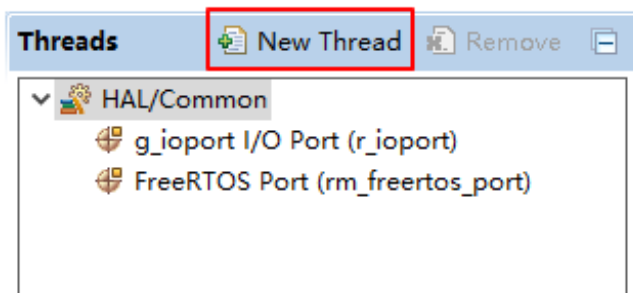 Threads New Thread Remove
HAL/Common
g_ioport I/O Port (r_ioport)
FreeRTOS Port (rm_freertos_port)